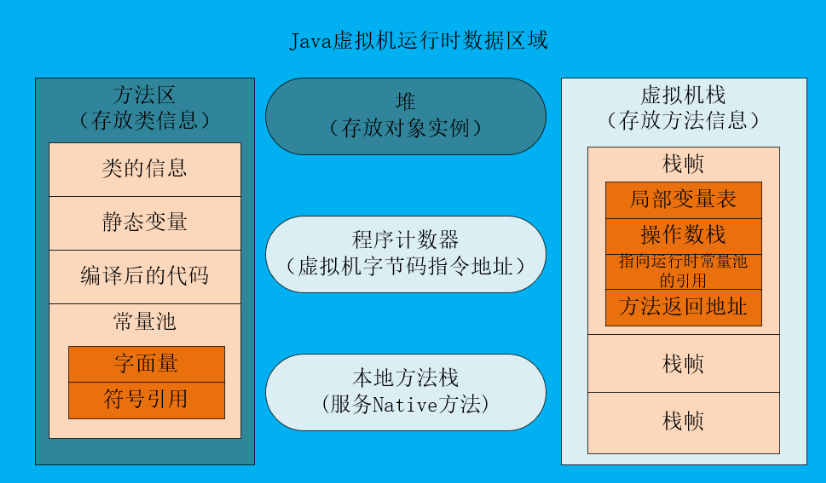 Java虚拟机运行时数据区域
方法区
（存放类信息）
类的信息
静态变量
编译后的代码
常量池
字面量
符号引用
堆
（存放对象实例）
程序计数器
（虚拟机字节码指令地址）
本地方法栈
(服务Native方法)
虚拟机栈
（存放方法信息）
栈帧
局部变量表
操作数栈
指向运行时常量池
的引用
方法返回地址
栈帧
栈帧